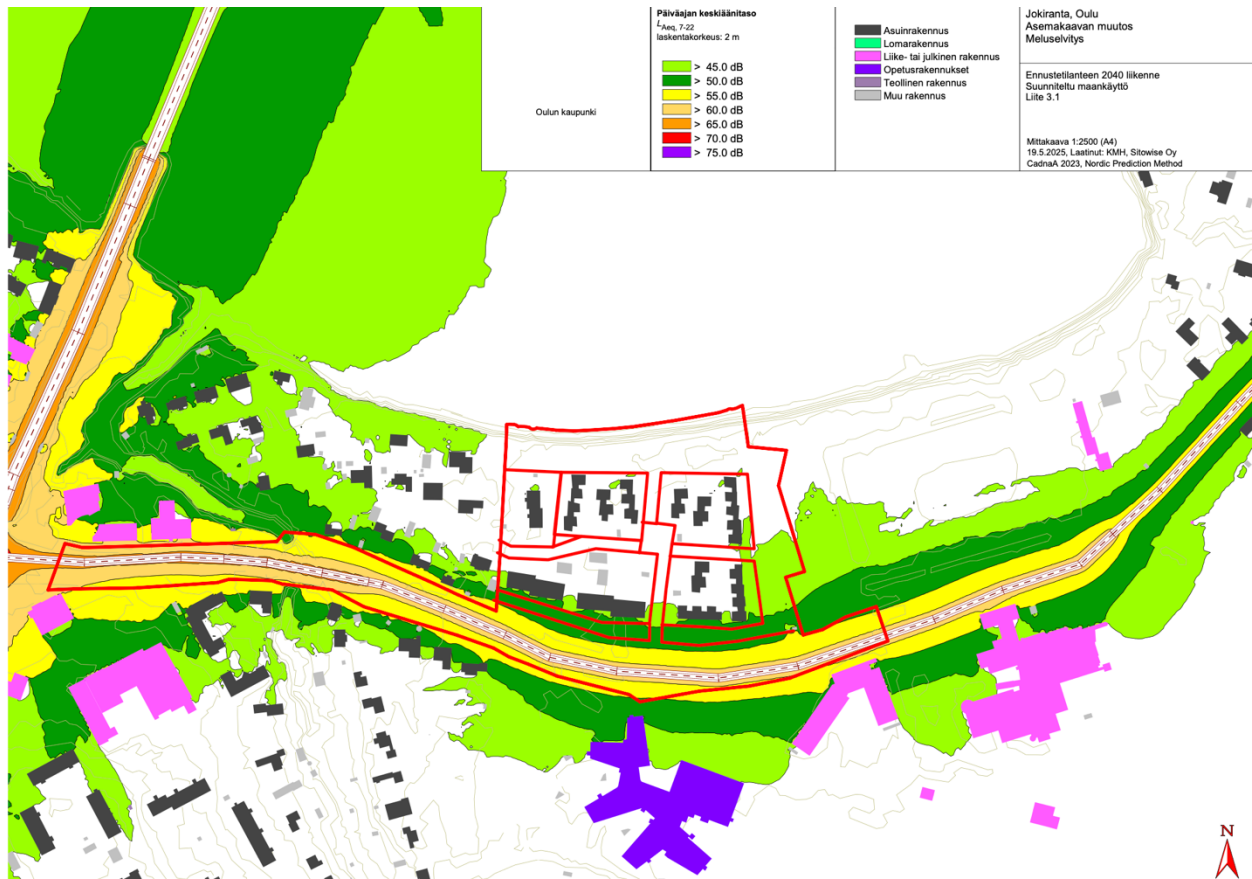 Oulun kaupunki
Päiväajan keskiäänitaso
LAeq, 7-22
laskentakorkeus: 2 m
> 45.0 dB
> 50.0 dB
> 55.0 dB
> 60.0 dB
> 65.0 dB
> 70.0 dB
> 75.0 dB
Asuinrakennus
Lomarakennus
Liike- tai julkinen rakennus
Opetusrakennukset
Teollinen rakennus
Muu rakennus
Jokiranta, Oulu
Asemakaavan muutos
Meluselvitys
Ennustetilanteen 2040 liikenne
Suunniteltu maankäyttö
Liite 3.1
Mittakaava 1:2500 (A4)
19.5.2025, Laatinut: KMH, Sitowise Oy
CadnaA 2023, Nordic Prediction Method
N